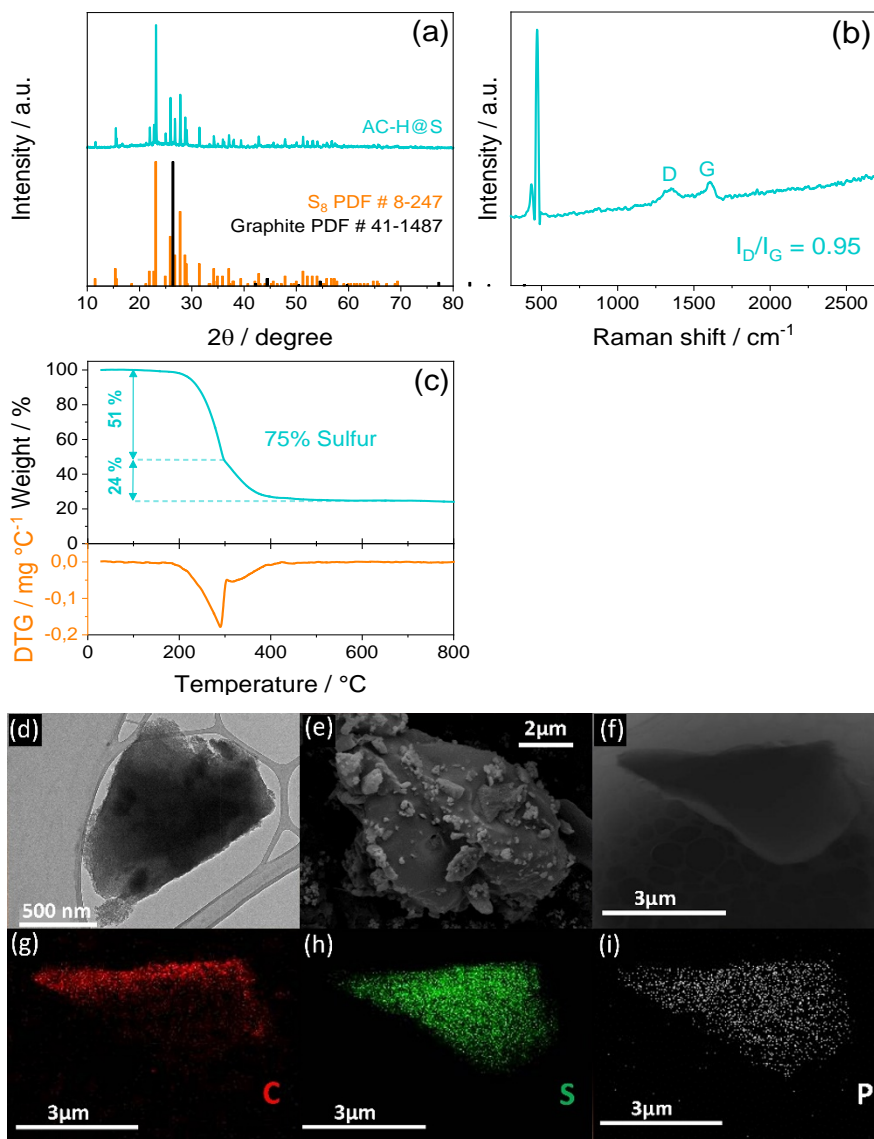 (a)
Intensity / a.u.
AC-H@S
S₈ PDF # 8-247
Graphite PDF # 41-1487
10 20 30 40 50 60 70 80
2θ / degree
(b)
Intensity / a.u.
D G
I_D/I_G = 0.95
500 1000 1500 2000 2500
Raman shift / cm⁻¹
(c)
Weight / %
100
80
60
40
20
0
51 %
24 %
75% Sulfur
DTG / mg °C⁻¹
0,0
-0,1
-0,2
0 200 400 600 800
Temperature / °C
(d)
500 nm
(e)
2µm
(f)
3µm
(g)
3µm
C
(h)
3µm
S
(i)
3µm
P